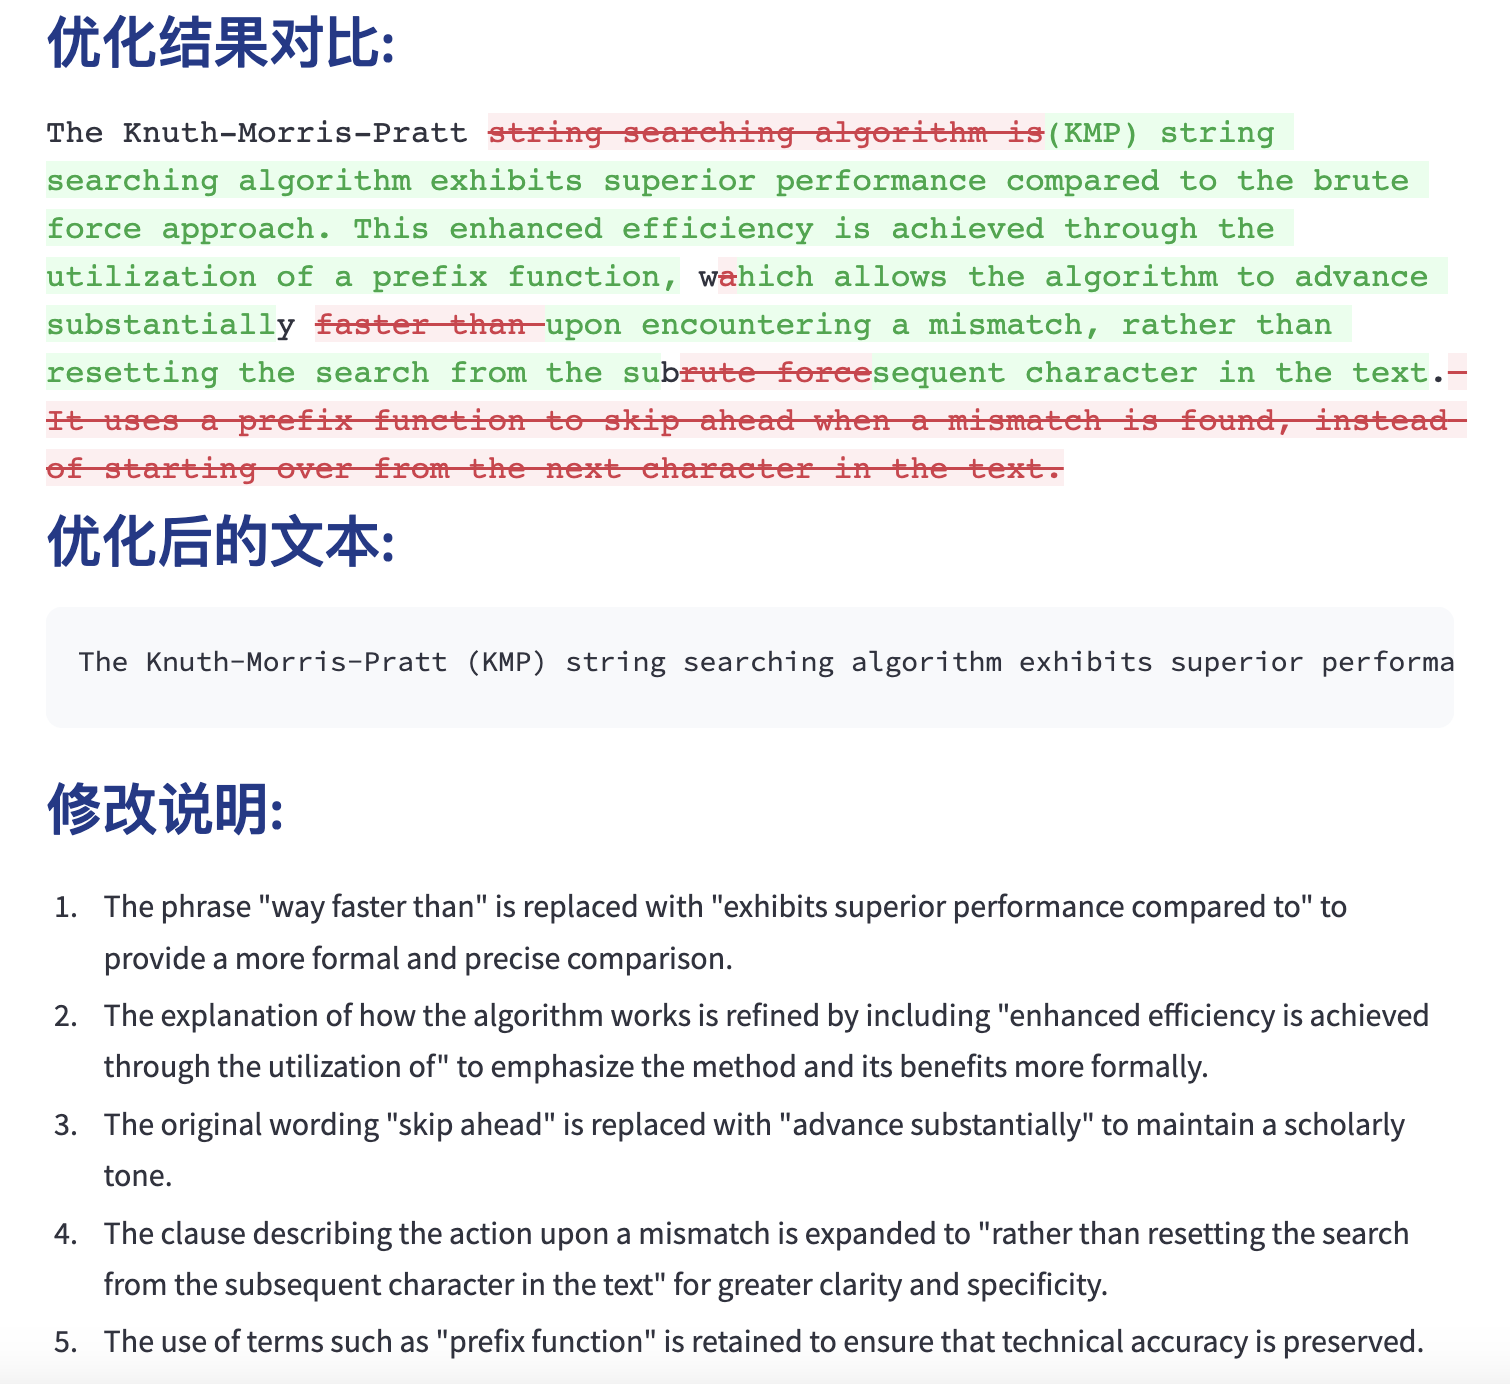 优化结果对比:
The Knuth-Morris-Pratt string searching algorithm is(KMP) string
searching algorithm exhibits superior performance compared to the brute
force approach. This enhanced efficiency is achieved through the
utilization of a prefix function, wahich allows the algorithm to advance
substantially faster than upon encountering a mismatch, rather than
resetting the search from the subrute forcesequent character in the text.
It uses a prefix function to skip ahead when a mismatch is found, instead
of starting over from the next character in the text.
优化后的文本:
The Knuth-Morris-Pratt (KMP) string searching algorithm exhibits superior performa
修改说明:
1. The phrase "way faster than" is replaced with "exhibits superior performance compared to" to
provide a more formal and precise comparison.
2. The explanation of how the algorithm works is refined by including "enhanced efficiency is achieved
through the utilization of" to emphasize the method and its benefits more formally.
3. The original wording "skip ahead" is replaced with "advance substantially" to maintain a scholarly
tone.
4. The clause describing the action upon a mismatch is expanded to "rather than resetting the search
from the subsequent character in the text" for greater clarity and specificity.
5. The use of terms such as "prefix function" is retained to ensure that technical accuracy is preserved.